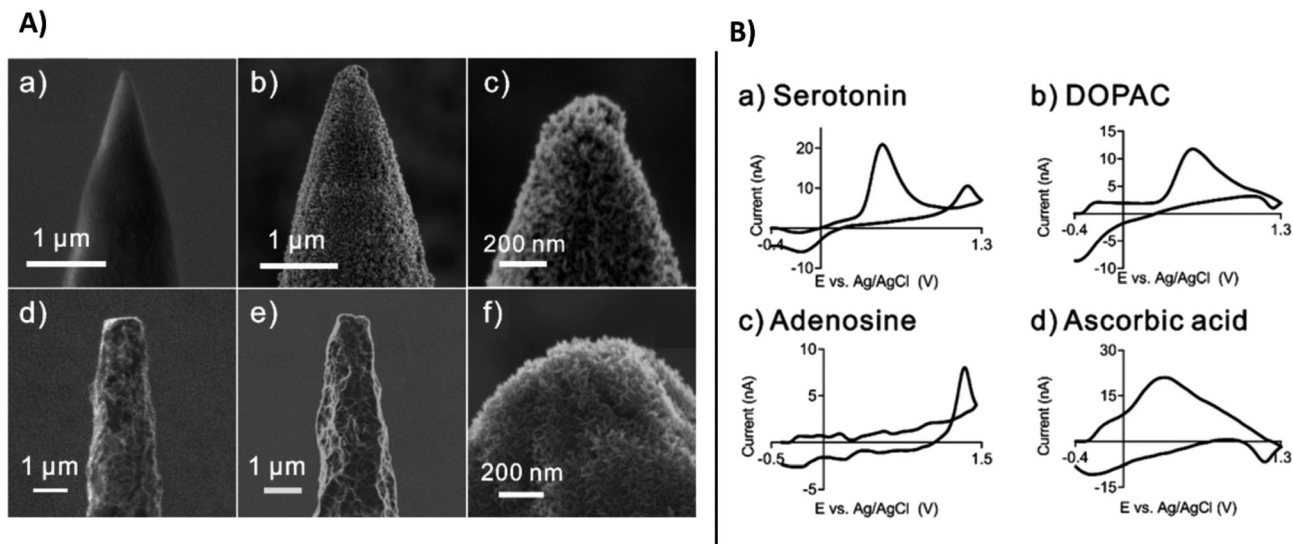 A)
a)
1 μm
b)
1 μm
c)
200 nm
d)
1 μm
e)
1 μm
f)
200 nm
B)
a) Serotonin
Current (nA)
20
10
-10
-0.4
1.3
E vs. Ag/AgCl (V)
b) DOPAC
Current (nA)
15
10
5
-5
-10
-0.4
1.3
E vs. Ag/AgCl (V)
c) Adenosine
Current (nA)
10
5
-5
-0.5
1.5
E vs. Ag/AgCl (V)
d) Ascorbic acid
Current (nA)
30
15
-15
-0.4
1.3
E vs. Ag/AgCl (V)